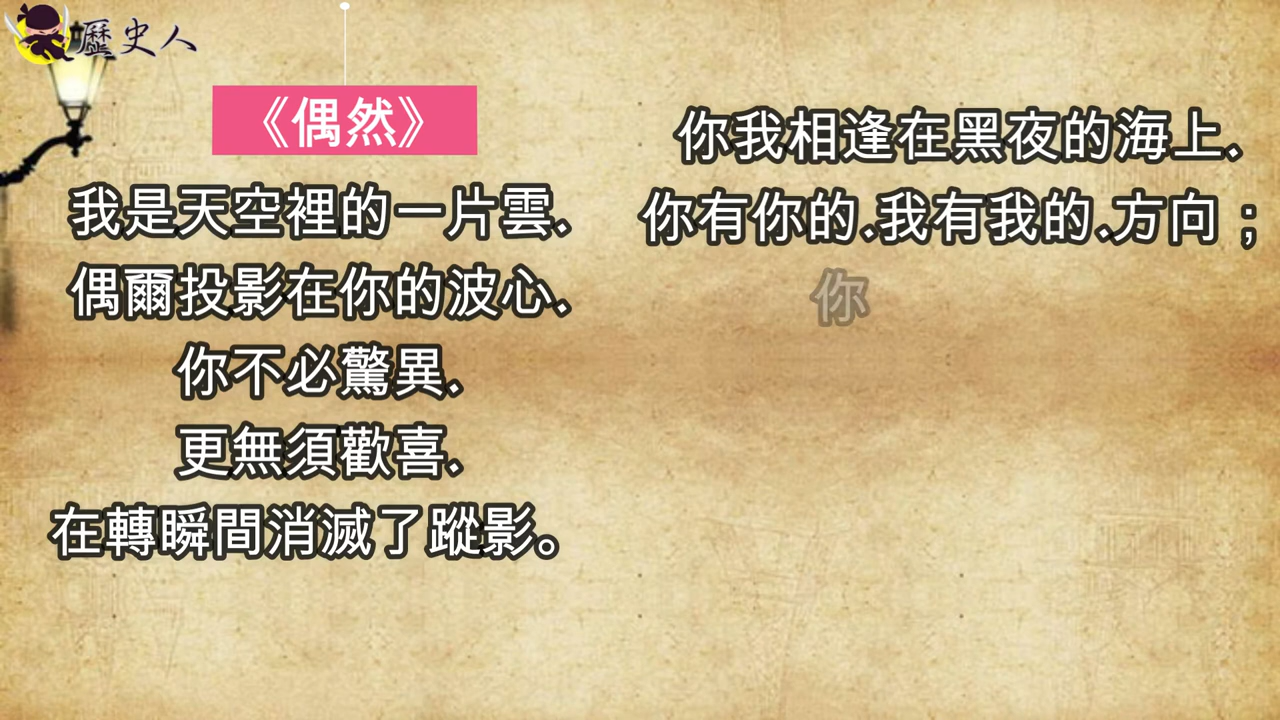 歷史人
《偶然》
我是天空裡的一片雲.
偶爾投影在你的波心.
你不必驚異.
更無須歡喜.
在轉瞬間消滅了蹤影。
你我相逢在黑夜的海上.
你有你的.我有我的.方向；
你